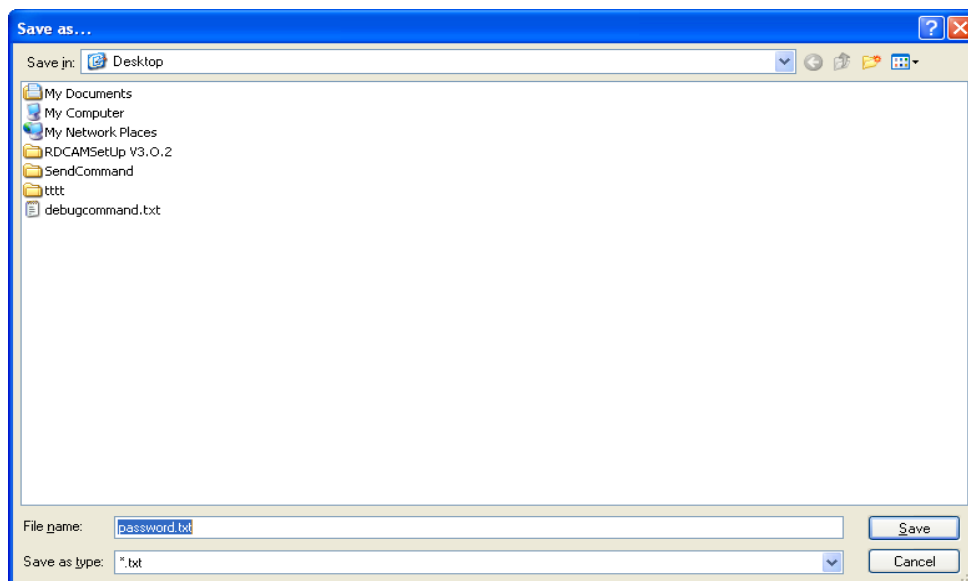 Save as...
Save in: Desktop
My Documents
My Computer
My Network Places
RDCAMSetUp V3.0.2
SendCommand
tttt
debugcommand.txt
File name: password.txt Save
Save as type: *.txt Cancel